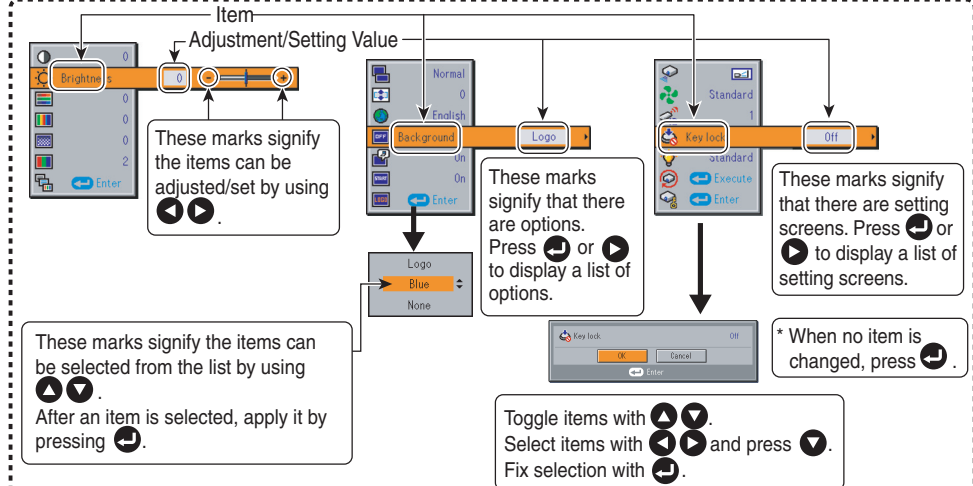 Item
Adjustment/Setting Value
0
Brightness 0
0
0
0
2
Enter
Normal
0
English
Background Logo
On
On
Enter
Standard
1
Key lock Off
Standard
Execute
Enter
These marks signify
the items can be
adjusted/set by using
.
These marks
signify that there
are options.
Press or
to display a list of
options.
These marks signify
that there are setting
screens. Press or
to display a list of
setting screens.
Logo
Blue
None
These marks signify the items can
be selected from the list by using
.
After an item is selected, apply it by
pressing .
Key lock Off
OK Cancel
Enter
* When no item is
changed, press .
Toggle items with .
Select items with and press .
Fix selection with .